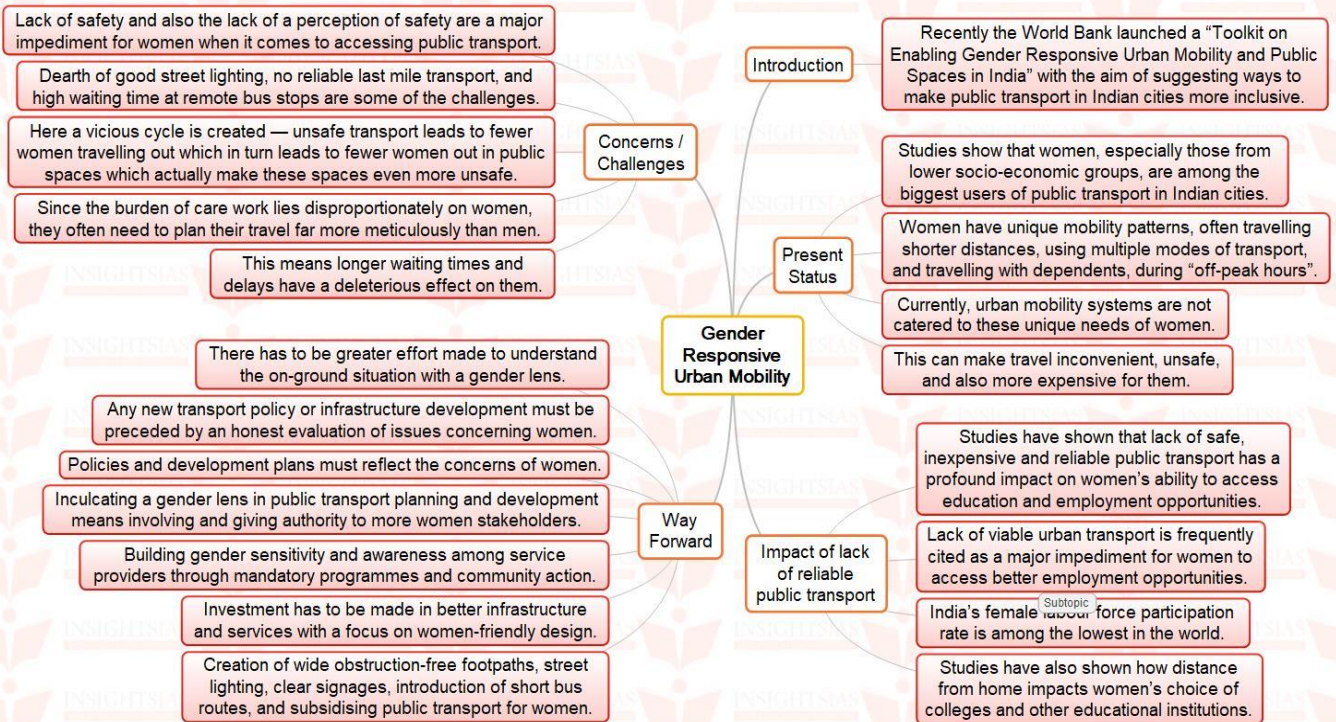 Gender
Responsive
Urban Mobility
Introduction
Recently the World Bank launched a “Toolkit on
Enabling Gender Responsive Urban Mobility and Public
Spaces in India” with the aim of suggesting ways to
make public transport in Indian cities more inclusive.
Present
Status
Studies show that women, especially those from
lower socio-economic groups, are among the
biggest users of public transport in Indian cities.
Women have unique mobility patterns, often travelling
shorter distances, using multiple modes of transport,
and travelling with dependents, during “off-peak hours”.
Currently, urban mobility systems are not
catered to these unique needs of women.
This can make travel inconvenient, unsafe,
and also more expensive for them.
Impact of lack
of reliable
public transport
Studies have shown that lack of safe,
inexpensive and reliable public transport has a
profound impact on women’s ability to access
education and employment opportunities.
Lack of viable urban transport is frequently
cited as a major impediment for women to
access better employment opportunities.
Subtopic
India’s female labour force participation
rate is among the lowest in the world.
Studies have also shown how distance
from home impacts women’s choice of
colleges and other educational institutions.
Concerns /
Challenges
Lack of safety and also the lack of a perception of safety are a major
impediment for women when it comes to accessing public transport.
Dearth of good street lighting, no reliable last mile transport, and
high waiting time at remote bus stops are some of the challenges.
Here a vicious cycle is created — unsafe transport leads to fewer
women travelling out which in turn leads to fewer women out in public
spaces which actually make these spaces even more unsafe.
Since the burden of care work lies disproportionately on women,
they often need to plan their travel far more meticulously than men.
This means longer waiting times and
delays have a deleterious effect on them.
Way
Forward
There has to be greater effort made to understand
the on-ground situation with a gender lens.
Any new transport policy or infrastructure development must be
preceded by an honest evaluation of issues concerning women.
Policies and development plans must reflect the concerns of women.
Inculcating a gender lens in public transport planning and development
means involving and giving authority to more women stakeholders.
Building gender sensitivity and awareness among service
providers through mandatory programmes and community action.
Investment has to be made in better infrastructure
and services with a focus on women-friendly design.
Creation of wide obstruction-free footpaths, street
lighting, clear signages, introduction of short bus
routes, and subsidising public transport for women.
INSIGHTSIAS